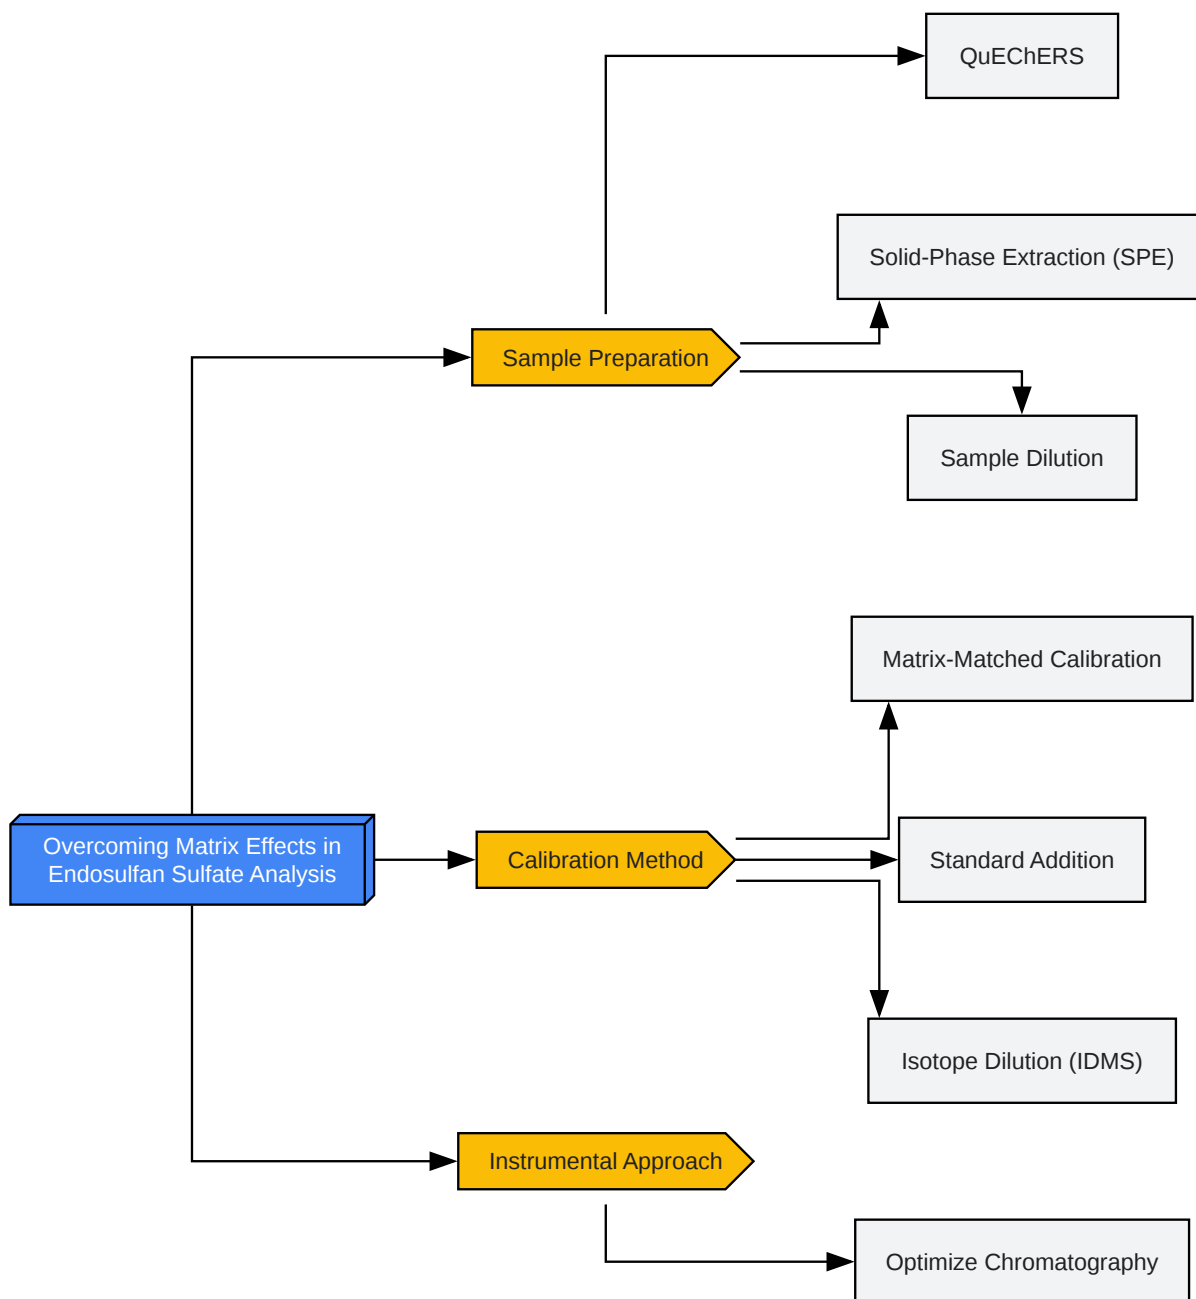 QuEChERS
Solid-Phase Extraction (SPE)
Sample Preparation
Sample Dilution
Matrix-Matched Calibration
Overcoming Matrix Effects in
Endosulfan Sulfate Analysis
Calibration Method
Standard Addition
Isotope Dilution (IDMS)
Instrumental Approach
Optimize Chromatography